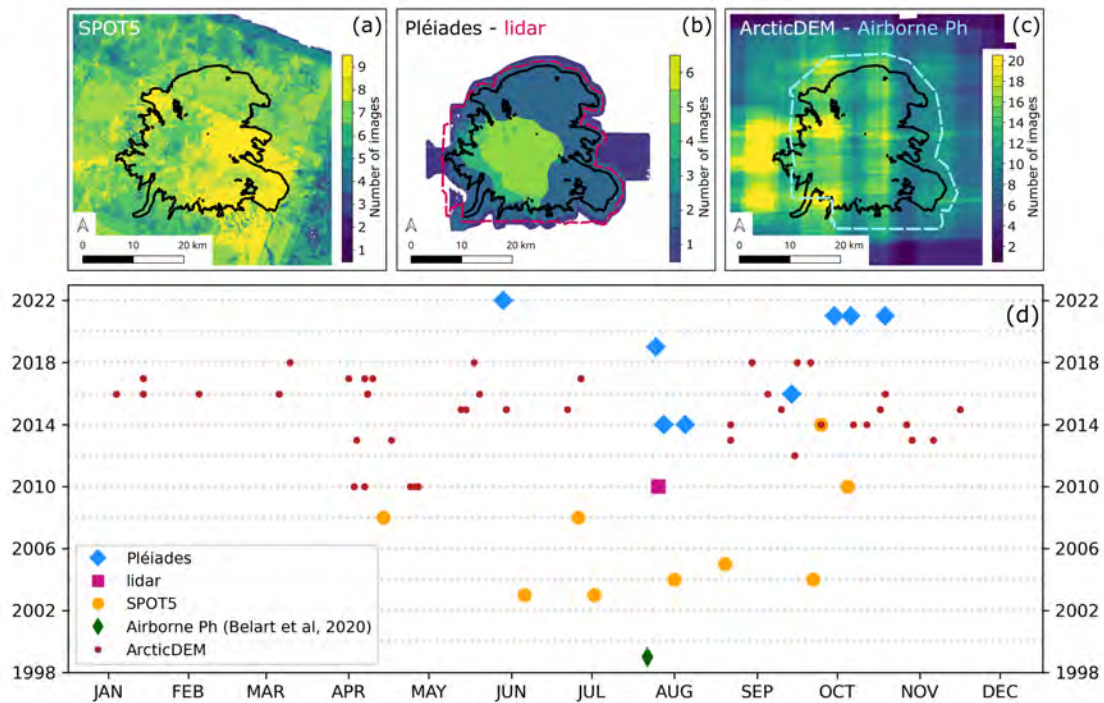 SPOT5
(a)
9
8
7
6
5
4
3
2
1
Number of images
0 10 20 km
Pléiades - lidar
(b)
6
5
4
3
2
1
Number of images
0 10 20 km
ArcticDEM - Airborne Ph
(c)
20
18
16
14
12
10
8
6
4
2
Number of images
0 10 20 km
(d)
2022 2022
2018 2018
2014 2014
2010 2010
2006 2006
2002 2002
1998 1998
Pléiades
lidar
SPOT5
Airborne Ph (Belart et al, 2020)
ArcticDEM
JAN FEB MAR APR MAY JUN JUL AUG SEP OCT NOV DEC